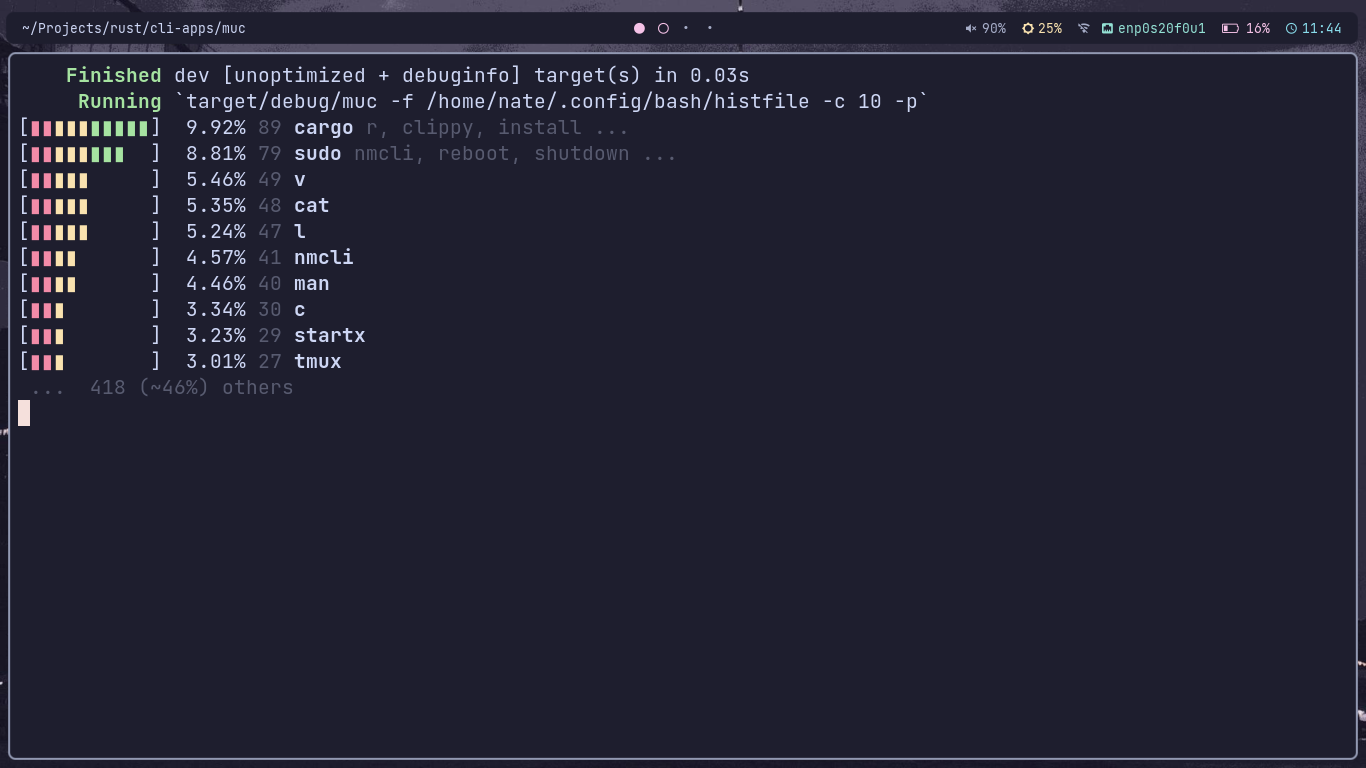 ~/Projects/rust/cli-apps/muc 90% 25% enp0s20f0u1 16% 11:44
Finished dev [unoptimized + debuginfo] target(s) in 0.03s
Running `target/debug/muc -f /home/nate/.config/bash/histfile -c 10 -p`
[▮▮▮▮▮▮▮▮▮▮] 9.92% 89 cargo r, clippy, install ...
[▮▮▮▮▮▮▮▮  ] 8.81% 79 sudo nmcli, reboot, shutdown ...
[▮▮▮▮▮     ] 5.46% 49 v
[▮▮▮▮▮     ] 5.35% 48 cat
[▮▮▮▮▮     ] 5.24% 47 l
[▮▮▮▮      ] 4.57% 41 nmcli
[▮▮▮▮      ] 4.46% 40 man
[▮▮▮       ] 3.34% 30 c
[▮▮▮       ] 3.23% 29 startx
[▮▮▮       ] 3.01% 27 tmux
... 418 (~46%) others